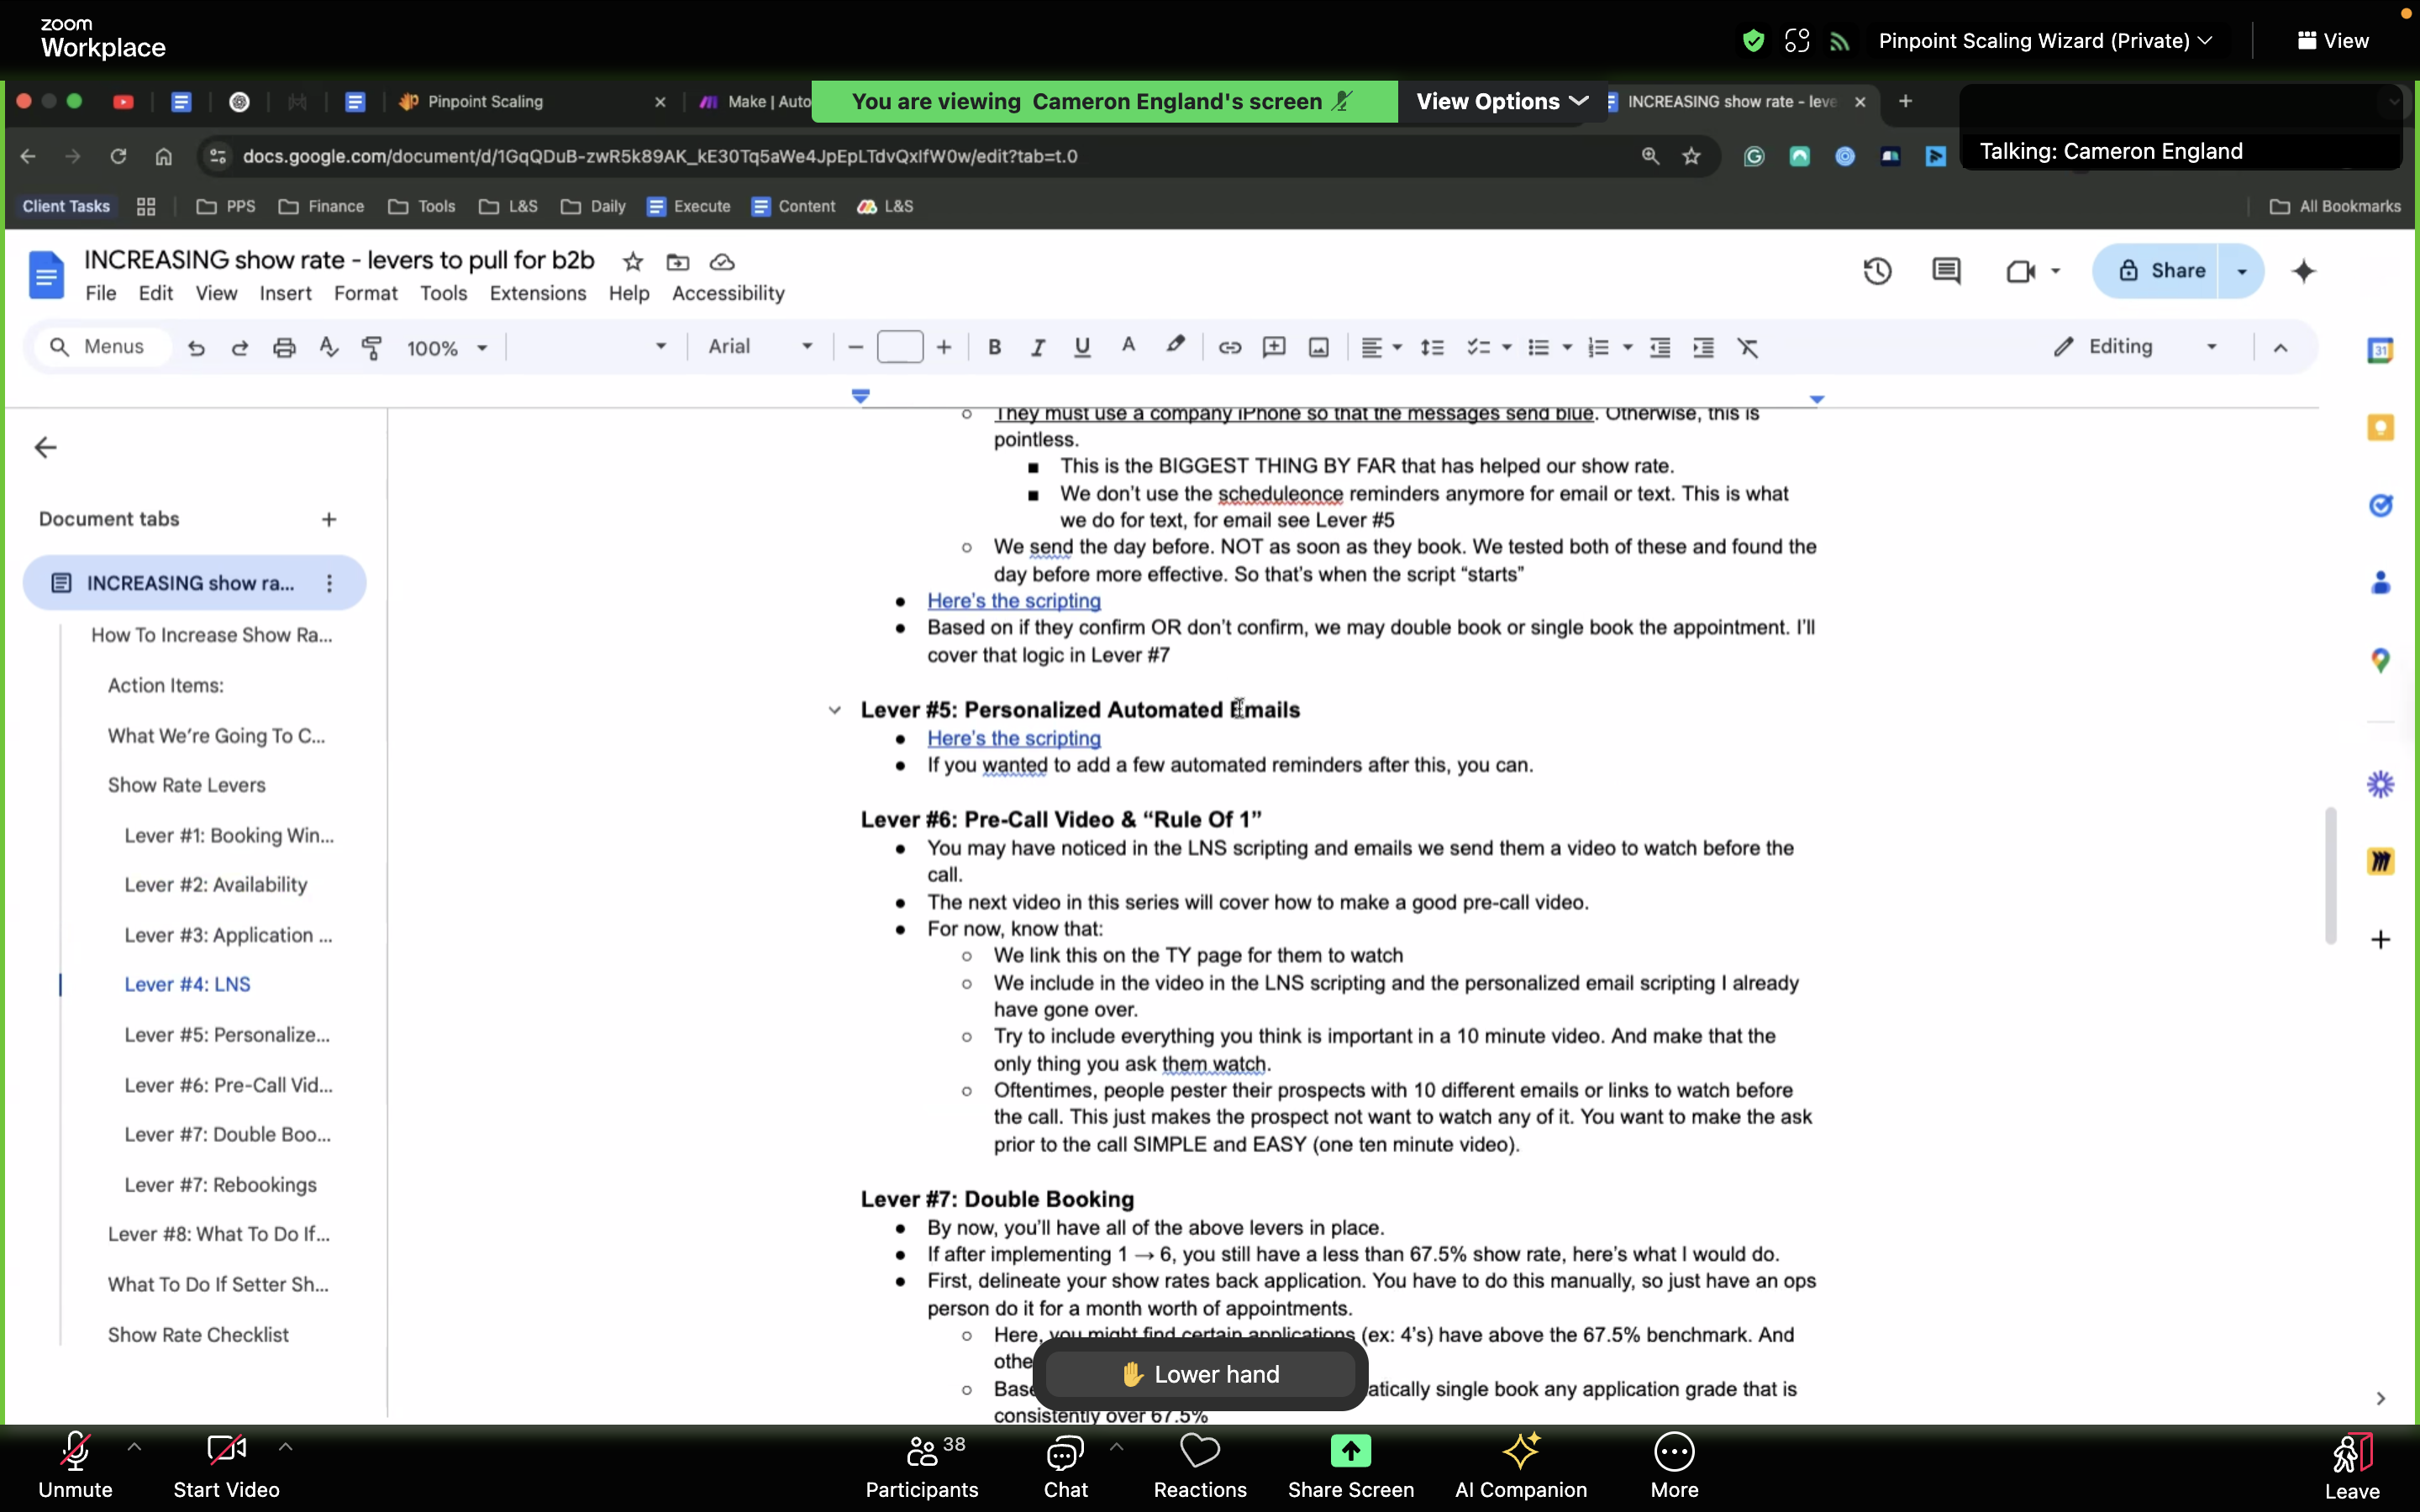 zoom
Workplace
Pinpoint Scaling Wizard (Private)
View
Pinpoint Scaling
Make | Auto
You are viewing Cameron England's screen
View Options
INCREASING show rate - leve
docs.google.com/document/d/1GqQDuB-zwR5k89AK_kE30Tq5aWe4JpEpLTdvQxIfW0w/edit?tab=t.0
Talking: Cameron England
Client Tasks
PPS
Finance
Tools
L&S
Daily
Execute
Content
L&S
All Bookmarks
INCREASING show rate - levers to pull for b2b
File Edit View Insert Format Tools Extensions Help Accessibility
Share
Menus
100%
Arial
Editing
31
Document tabs
INCREASING show ra...
How To Increase Show Ra...
Action Items:
What We're Going To C...
Show Rate Levers
Lever #1: Booking Win...
Lever #2: Availability
Lever #3: Application ...
Lever #4: LNS
Lever #5: Personalize...
Lever #6: Pre-Call Vid...
Lever #7: Double Boo...
Lever #7: Rebookings
Lever #8: What To Do If...
What To Do If Setter Sh...
Show Rate Checklist
They must use a company iPhone so that the messages send blue. Otherwise, this is
pointless.
This is the BIGGEST THING BY FAR that has helped our show rate.
We don't use the scheduleonce reminders anymore for email or text. This is what
we do for text, for email see Lever #5
We send the day before. NOT as soon as they book. We tested both of these and found the
day before more effective. So that's when the script “starts”
Here's the scripting
Based on if they confirm OR don't confirm, we may double book or single book the appointment. I'll
cover that logic in Lever #7
Lever #5: Personalized Automated Emails
Here's the scripting
If you wanted to add a few automated reminders after this, you can.
Lever #6: Pre-Call Video & “Rule Of 1”
You may have noticed in the LNS scripting and emails we send them a video to watch before the
call.
The next video in this series will cover how to make a good pre-call video.
For now, know that:
We link this on the TY page for them to watch
We include in the video in the LNS scripting and the personalized email scripting I already
have gone over.
Try to include everything you think is important in a 10 minute video. And make that the
only thing you ask them watch.
Oftentimes, people pester their prospects with 10 different emails or links to watch before
the call. This just makes the prospect not want to watch any of it. You want to make the ask
prior to the call SIMPLE and EASY (one ten minute video).
Lever #7: Double Booking
By now, you'll have all of the above levers in place.
If after implementing 1 → 6, you still have a less than 67.5% show rate, here's what I would do.
First, delineate your show rates back application. You have to do this manually, so just have an ops
person do it for a month worth of appointments.
Here, you might find certain applications (ex: 4's) have above the 67.5% benchmark. And
othe
Base atically single book any application grade that is
consistently over 67.5%
Lower hand
Unmute
Start Video
38
Participants
Chat
Reactions
Share Screen
AI Companion
More
Leave